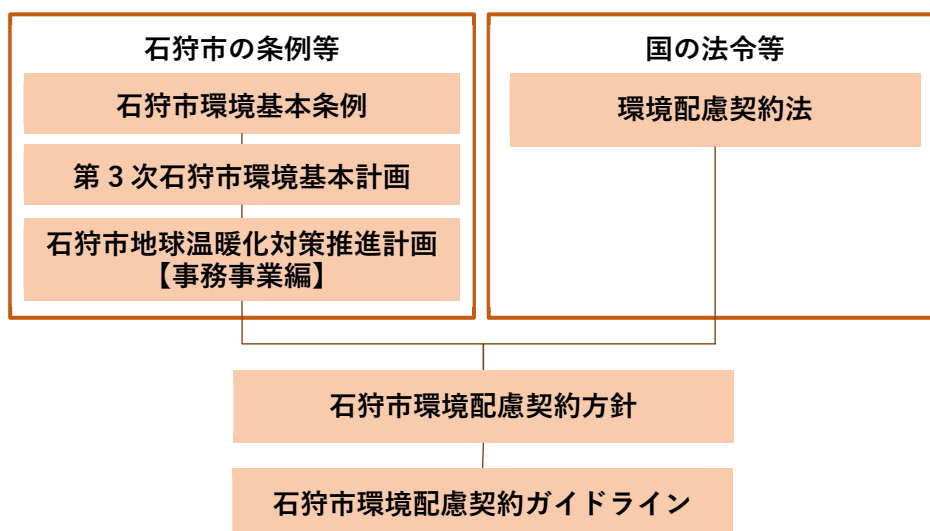 石狩市の条例等
石狩市環境基本条例
第3次石狩市環境基本計画
石狩市地球温暖化対策推進計画
【事務事業編】
国の法令等
環境配慮契約法
石狩市環境配慮契約方針
石狩市環境配慮契約ガイドライン